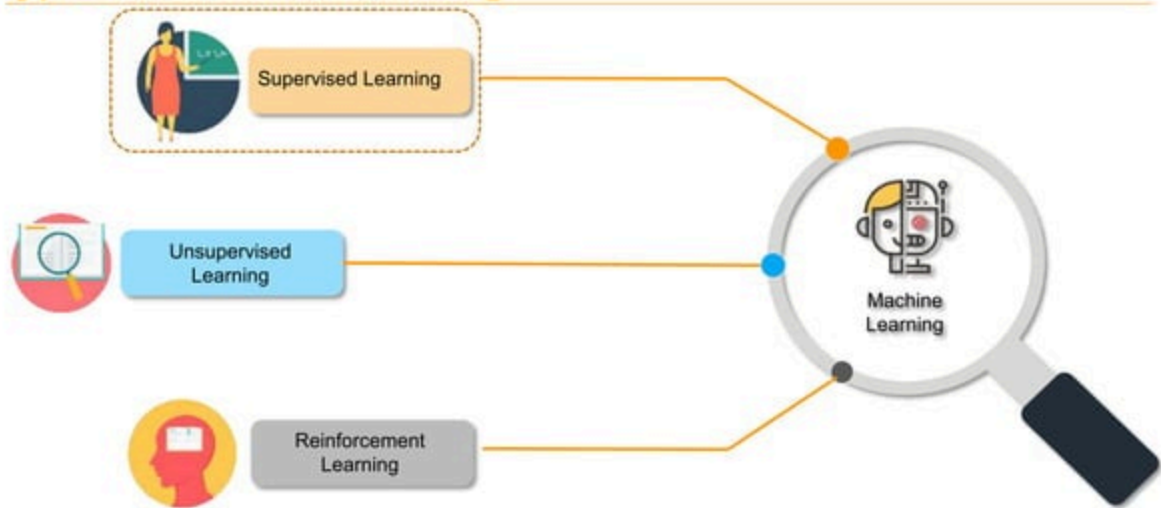 Supervised Learning
Unsupervised
Learning
Machine
Learning
Reinforcement
Learning